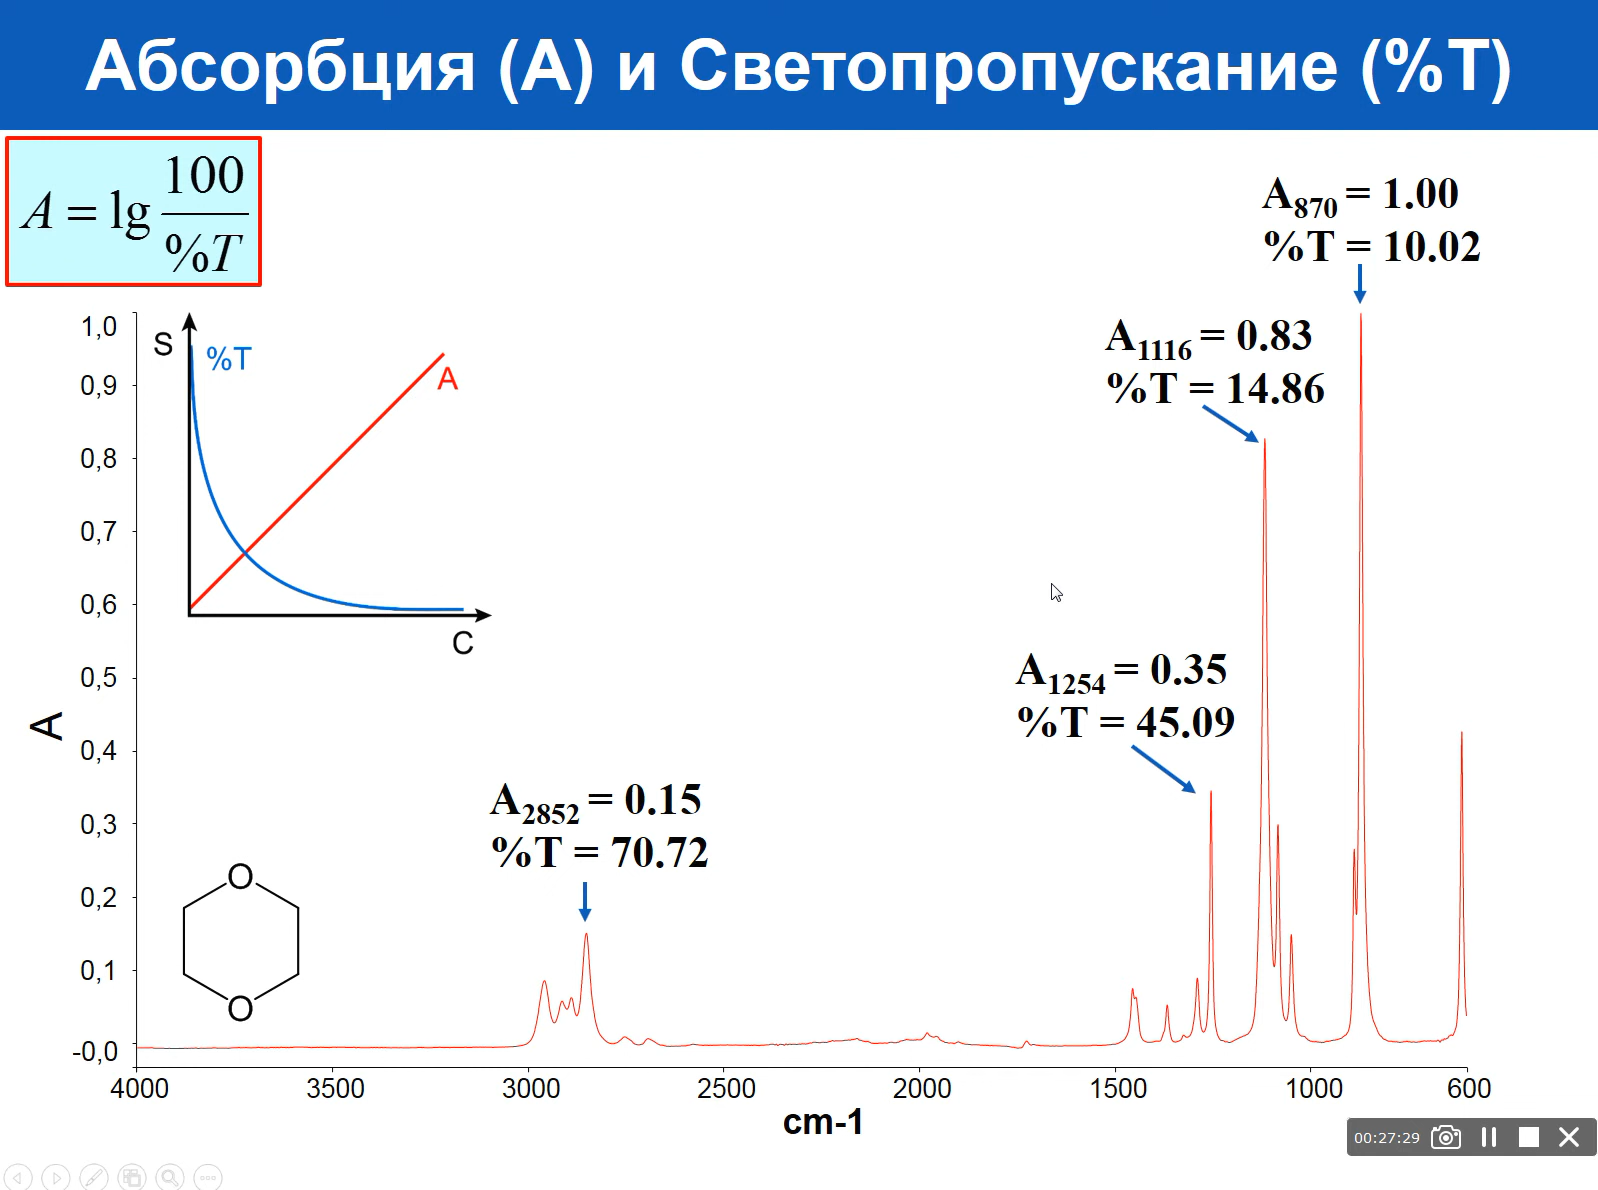 Абсорбция (А) и Светопропускание (%Т)
A = lg 100 / %T
A₈₇₀ = 1.00
%T = 10.02
A₁₁₁₆ = 0.83
%T = 14.86
A₁₂₅₄ = 0.35
%T = 45.09
A₂₈₅₂ = 0.15
%T = 70.72
S
%T
A
C
1,0
0,9
0,8
0,7
0,6
0,5
0,4
0,3
0,2
0,1
-0,0
A
O
O
4000 3500 3000 2500 2000 1500 1000 600
cm-1
00:27:29